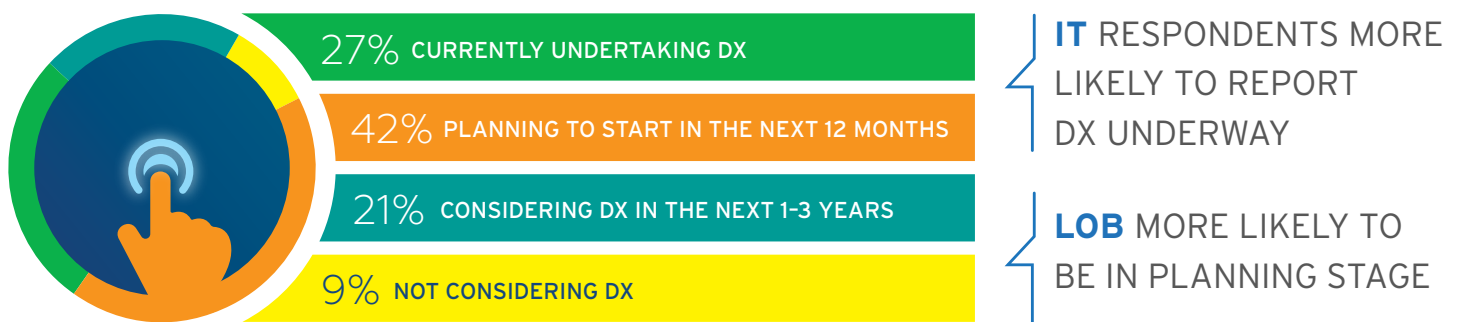 27% CURRENTLY UNDERTAKING DX
42% PLANNING TO START IN THE NEXT 12 MONTHS
21% CONSIDERING DX IN THE NEXT 1–3 YEARS
9% NOT CONSIDERING DX
IT RESPONDENTS MORE
LIKELY TO REPORT
DX UNDERWAY
LOB MORE LIKELY TO
BE IN PLANNING STAGE